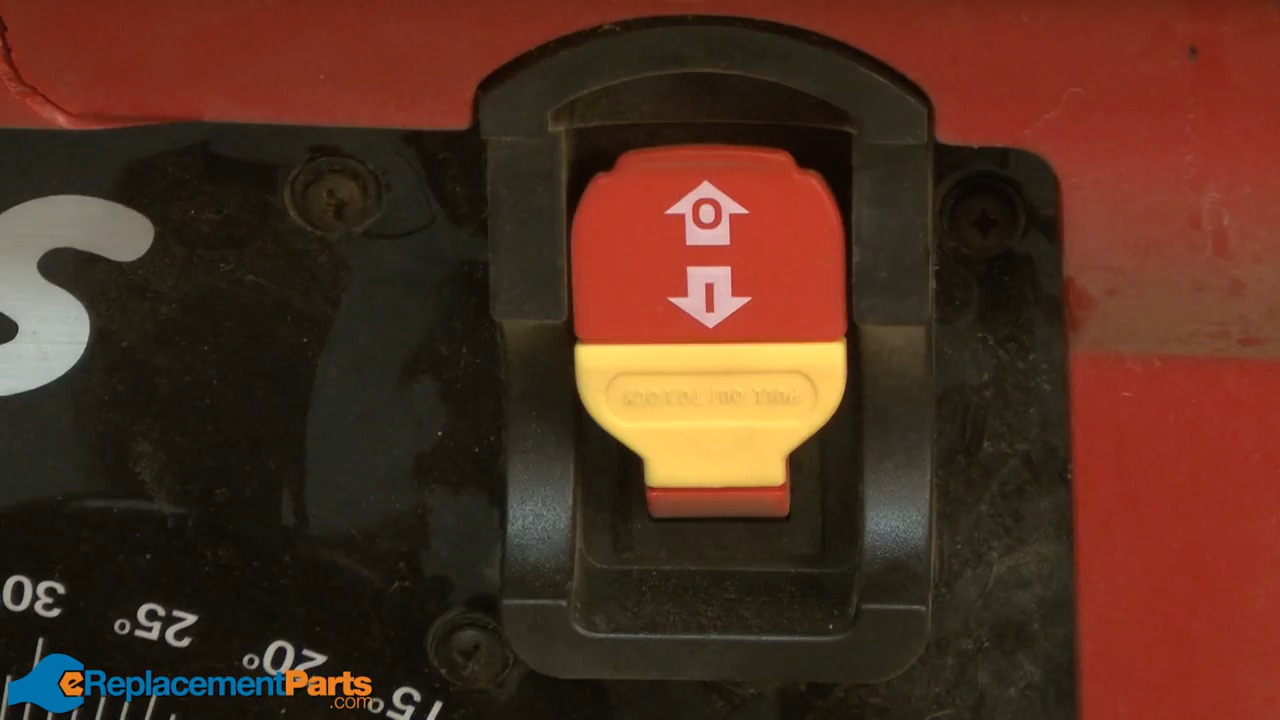 S
O
I
PULL OUT TO LOCK
30
25°
20°
15°
eReplacementParts
.com